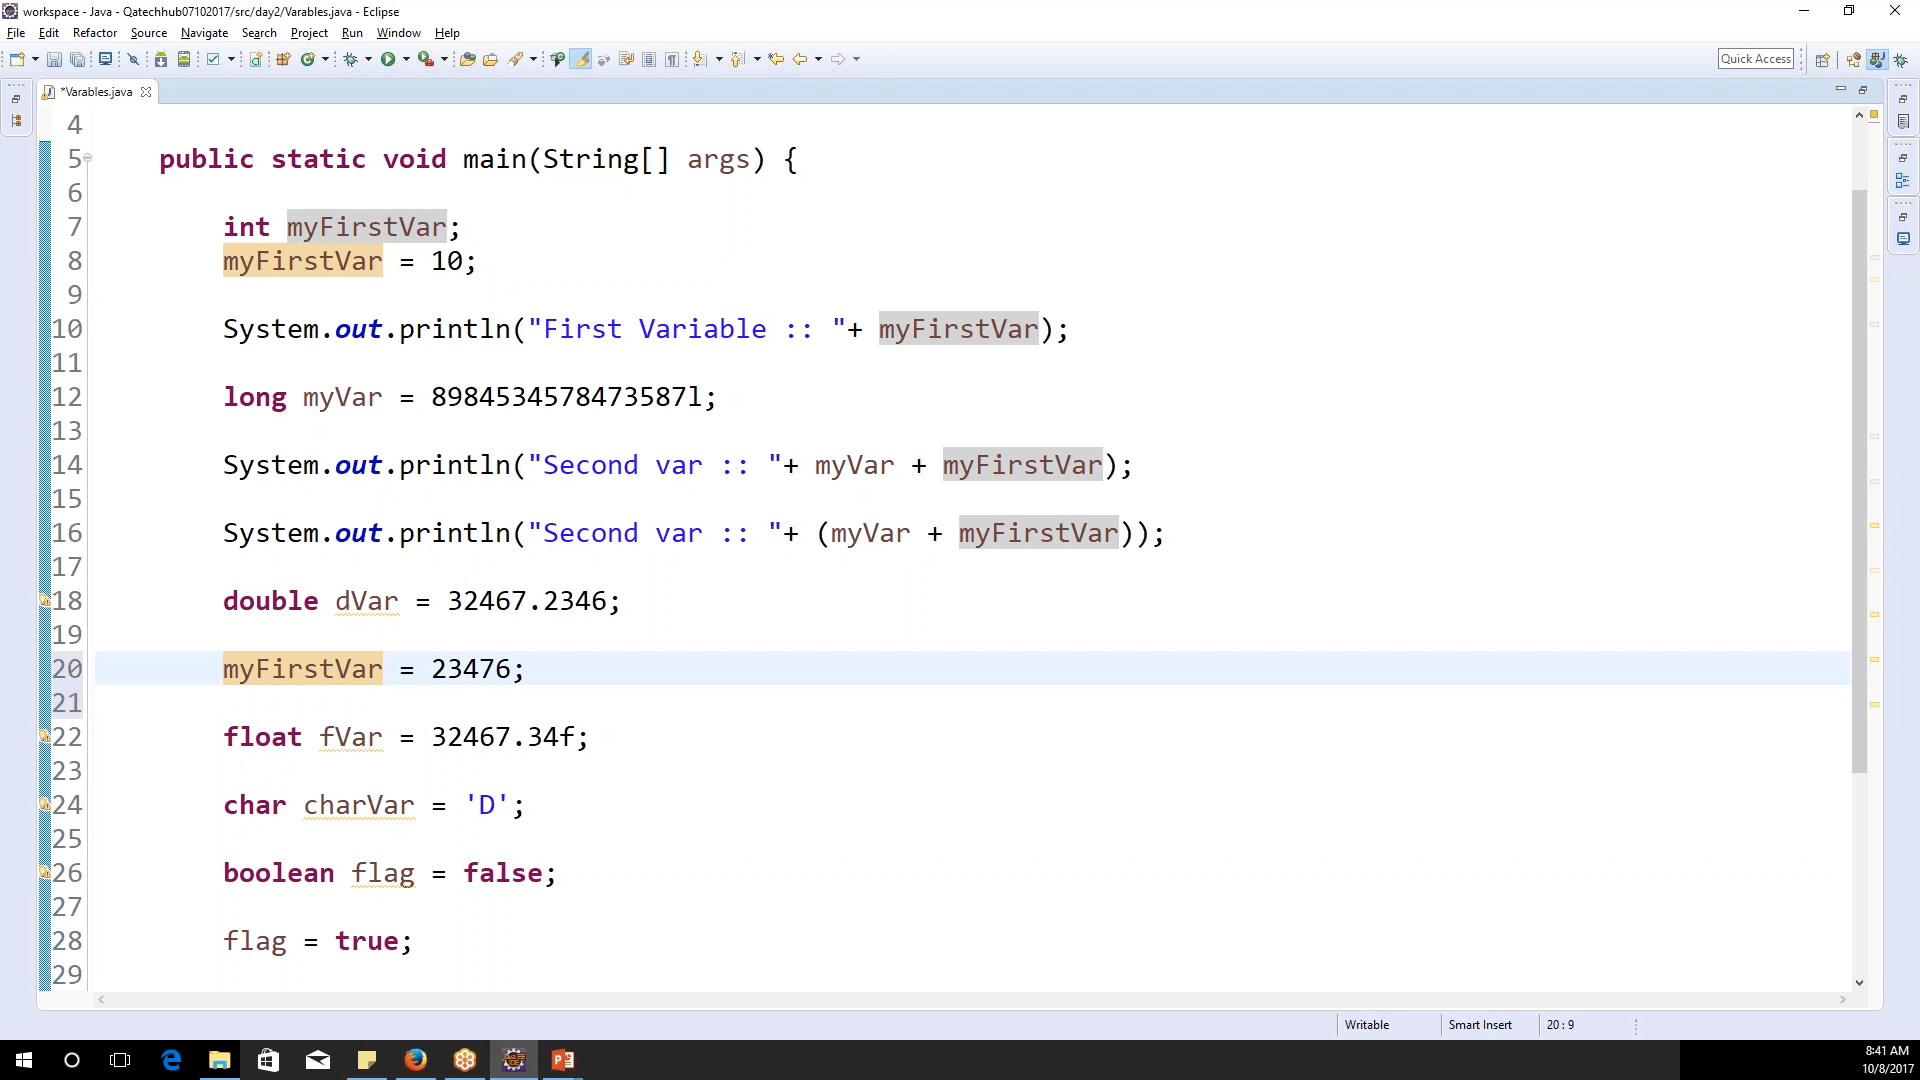 workspace - Java - Qatechhub07102017/src/day2/Varables.java - Eclipse
File Edit Refactor Source Navigate Search Project Run Window Help
Quick Access
*Varables.java
4
5 public static void main(String[] args) {
6
7 int myFirstVar;
8 myFirstVar = 10;
9
10 System.out.println("First Variable :: "+ myFirstVar);
11
12 long myVar = 89845345784735871l;
13
14 System.out.println("Second var :: "+ myVar + myFirstVar);
15
16 System.out.println("Second var :: "+ (myVar + myFirstVar));
17
18 double dVar = 32467.2346;
19
20 myFirstVar = 23476;
21
22 float fVar = 32467.34f;
23
24 char charVar = 'D';
25
26 boolean flag = false;
27
28 flag = true;
29
Writable Smart Insert 20 : 9
8:41 AM
10/8/2017